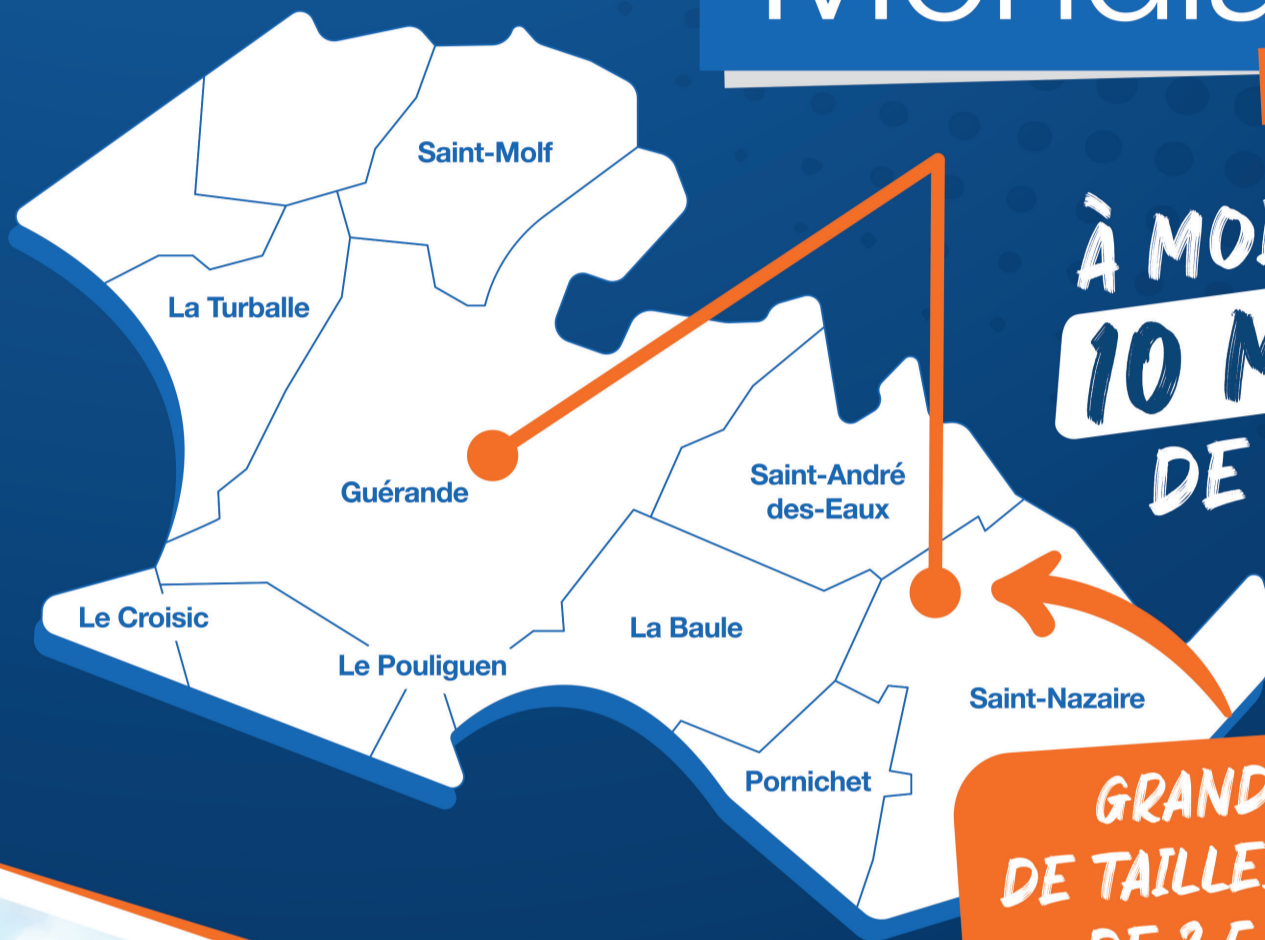 Saint-Molf
À
10
DE
La Turballe
Guérande
Saint-André
des-Eaux
Le Croisic
La Baule
Le Pouliguen
Saint-Nazaire
Pornichet
GRAND
DE TAILLE